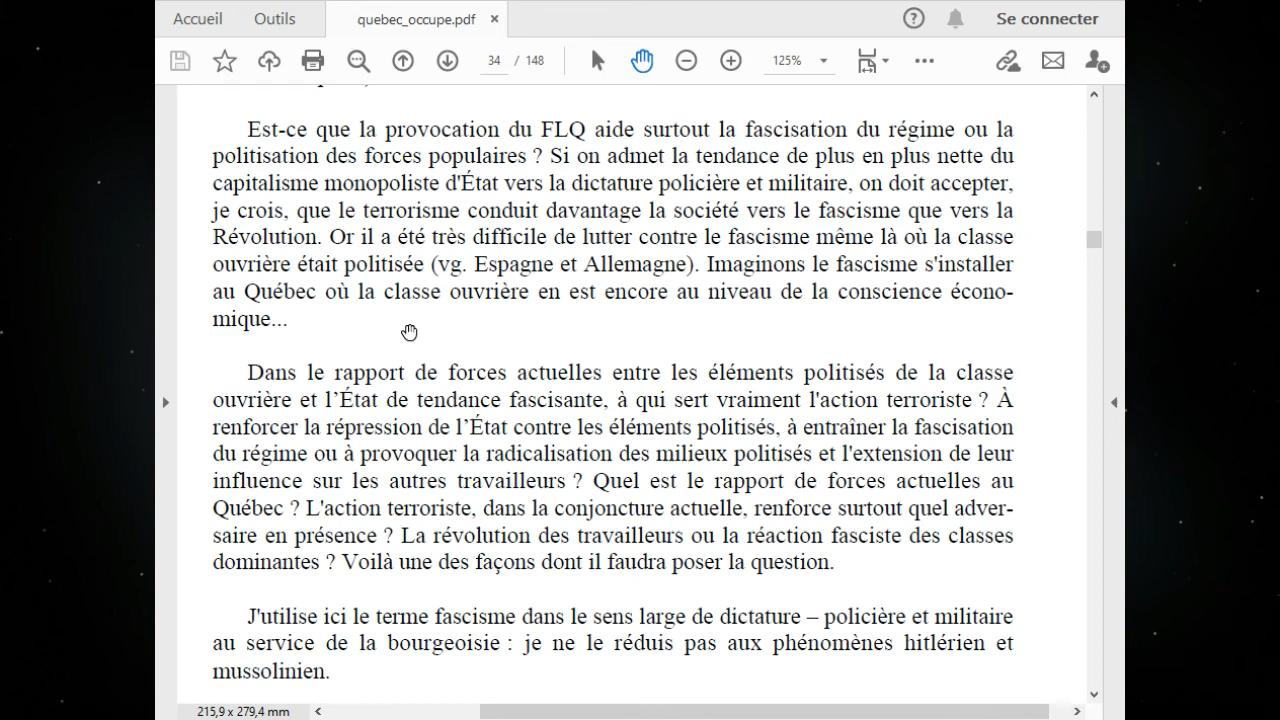 Accueil Outils quebec_occupe.pdf × ? Se connecter
34 / 148 125%
Est-ce que la provocation du FLQ aide surtout la fascisation du régime ou la
politisation des forces populaires ? Si on admet la tendance de plus en plus nette du
capitalisme monopoliste d'État vers la dictature policière et militaire, on doit accepter,
je crois, que le terrorisme conduit davantage la société vers le fascisme que vers la
Révolution. Or il a été très difficile de lutter contre le fascisme même là où la classe
ouvrière était politisée (vg. Espagne et Allemagne). Imaginons le fascisme s'installer
au Québec où la classe ouvrière en est encore au niveau de la conscience écono-
mique...
Dans le rapport de forces actuelles entre les éléments politisés de la classe
ouvrière et l’État de tendance fascisante, à qui sert vraiment l'action terroriste ? À
renforcer la répression de l’État contre les éléments politisés, à entraîner la fascisation
du régime ou à provoquer la radicalisation des milieux politisés et l'extension de leur
influence sur les autres travailleurs ? Quel est le rapport de forces actuelles au
Québec ? L'action terroriste, dans la conjoncture actuelle, renforce surtout quel adver-
saire en présence ? La révolution des travailleurs ou la réaction fasciste des classes
dominantes ? Voilà une des façons dont il faudra poser la question.
J'utilise ici le terme fascisme dans le sens large de dictature – policière et militaire
au service de la bourgeoisie : je ne le réduis pas aux phénomènes hitlérien et
mussolinien.
215,9 x 279,4 mm